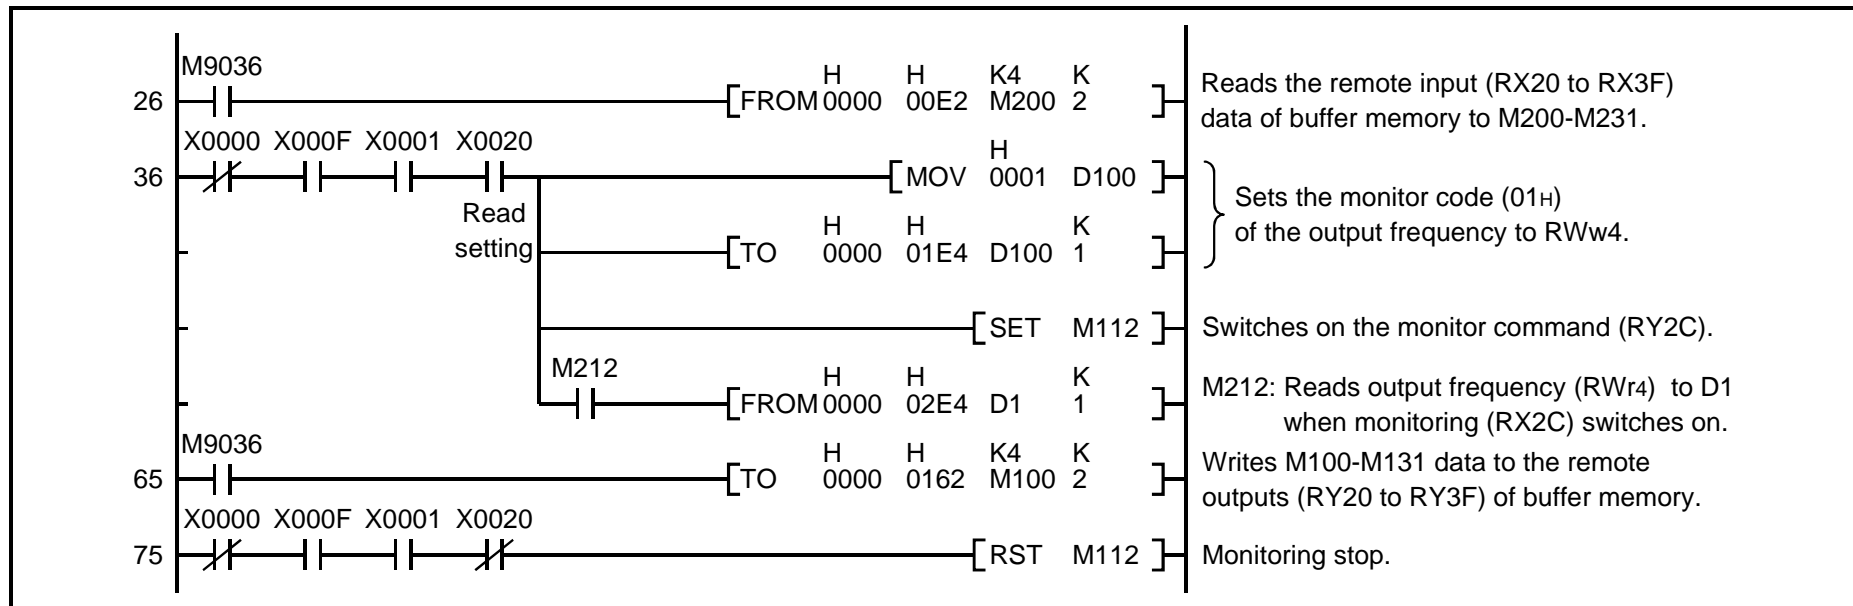 M9036
H H K4 K
26 FROM 0000 00E2 M200 2
Reads the remote input (RX20 to RX3F)
data of buffer memory to M200-M231.
X0000 X000F X0001 X0020
H
36 MOV 0001 D100
Read
setting
Sets the monitor code (01H)
of the output frequency to RWw4.
H H K
TO 0000 01E4 D100 1
SET M112
Switches on the monitor command (RY2C).
M212
H H K
FROM 0000 02E4 D1 1
M212: Reads output frequency (RWr4) to D1
when monitoring (RX2C) switches on.
M9036
H H K4 K
65 TO 0000 0162 M100 2
Writes M100-M131 data to the remote
outputs (RY20 to RY3F) of buffer memory.
X0000 X000F X0001 X0020
75 RST M112
Monitoring stop.